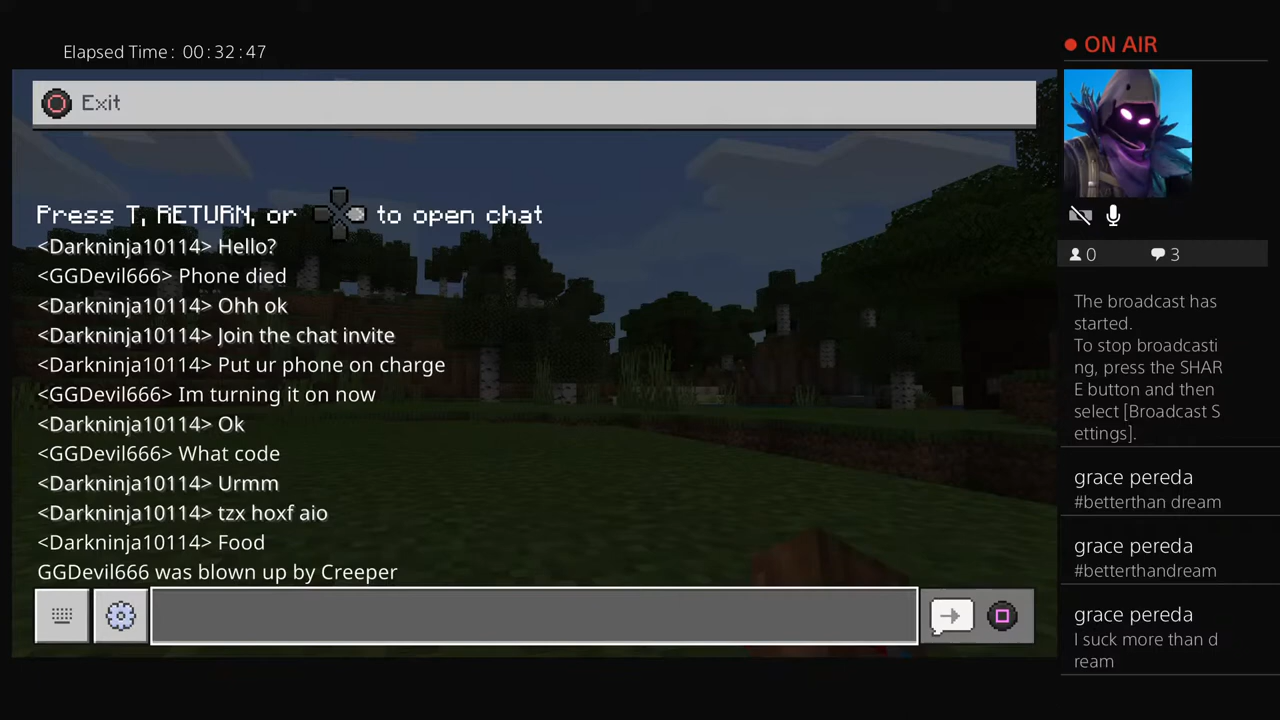 Elapsed Time: 00:32:47
ON AIR
Exit
Press T, RETURN, or to open chat
<Darkninja10114> Hello?
<GGDevil666> Phone died
<Darkninja10114> Ohh ok
<Darkninja10114> Join the chat invite
<Darkninja10114> Put ur phone on charge
<GGDevil666> Im turning it on now
<Darkninja10114> Ok
<GGDevil666> What code
<Darkninja10114> Urmm
<Darkninja10114> tzx hoxf aio
<Darkninja10114> Food
GGDevil666 was blown up by Creeper
0 3
The broadcast has
started.
To stop broadcasti
ng, press the SHAR
E button and then
select [Broadcast S
ettings].
grace pereda
#betterthan dream
grace pereda
#betterthandream
grace pereda
I suck more than d
ream